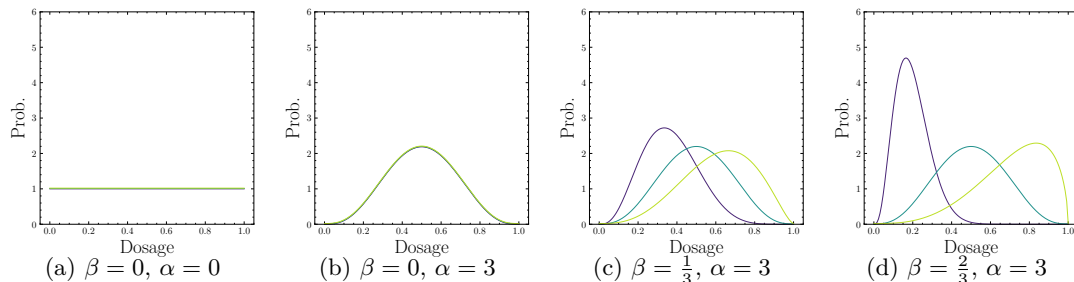 6 6 6 6
5 5 5 5
4 4 4 4
3 3 3 3
2 2 2 2
1 1 1 1
0 0 0 0
Prob. Prob. Prob. Prob.
0.0 0.2 0.4 0.6 0.8 1.0 0.0 0.2 0.4 0.6 0.8 1.0 0.0 0.2 0.4 0.6 0.8 1.0 0.0 0.2 0.4 0.6 0.8 1.0
Dosage Dosage Dosage Dosage
(a) β = 0, α = 0 (b) β = 0, α = 3 (c) β = 1/3, α = 3 (d) β = 2/3, α = 3